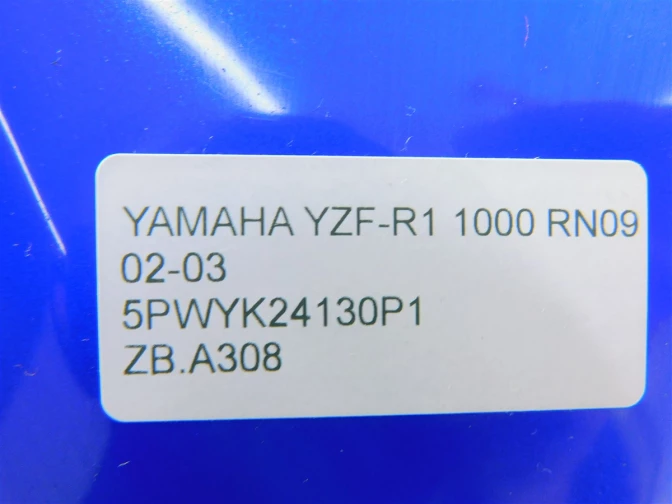 YAMAHA YZF-R1 1000 RN09
02-03
5PWYK24130P1
ZB.A308